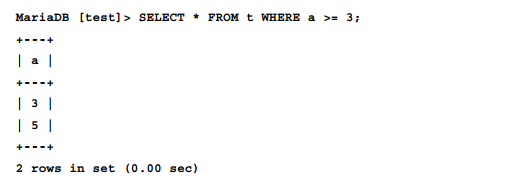 MariaDB [test]> SELECT * FROM t WHERE a >= 3;
+---+
| a |
+---+
| 3 |
| 5 |
+---+
2 rows in set (0.00 sec)